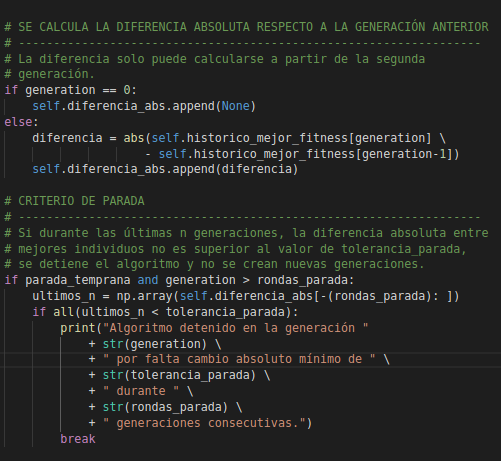 # SE CALCULA LA DIFERENCIA ABSOLUTA RESPECTO A LA GENERACIÓN ANTERIOR
# ------------------------------------------------------------------
# La diferencia solo puede calcularse a partir de la segunda
# generación.
if generation == 0:
    self.diferencia_abs.append(None)
else:
    diferencia = abs(self.historico_mejor_fitness[generation] \
                    - self.historico_mejor_fitness[generation-1])
    self.diferencia_abs.append(diferencia)

# CRITERIO DE PARADA
# ------------------------------------------------------------------
# Si durante las últimas n generaciones, la diferencia absoluta entre
# mejores individuos no es superior al valor de tolerancia_parada,
# se detiene el algoritmo y no se crean nuevas generaciones.
if parada_temprana and generation > rondas_parada:
    ultimos_n = np.array(self.diferencia_abs[-(rondas_parada): ])
    if all(ultimos_n < tolerancia_parada):
        print("Algoritmo detenido en la generación "
            + str(generation) \
            + " por falta cambio absoluto mínimo de " \
            + str(tolerancia_parada) \
            + " durante " \
            + str(rondas_parada) \
            + " generaciones consecutivas.")
        break